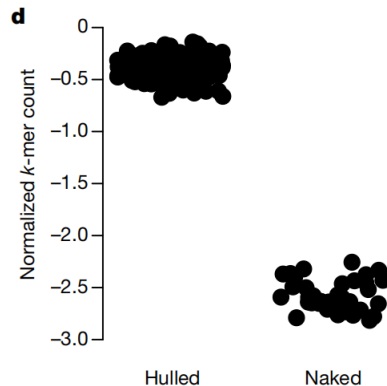 d
Normalized k-mer count
0
–0.5
–1.0
–1.5
–2.0
–2.5
–3.0
Hulled Naked